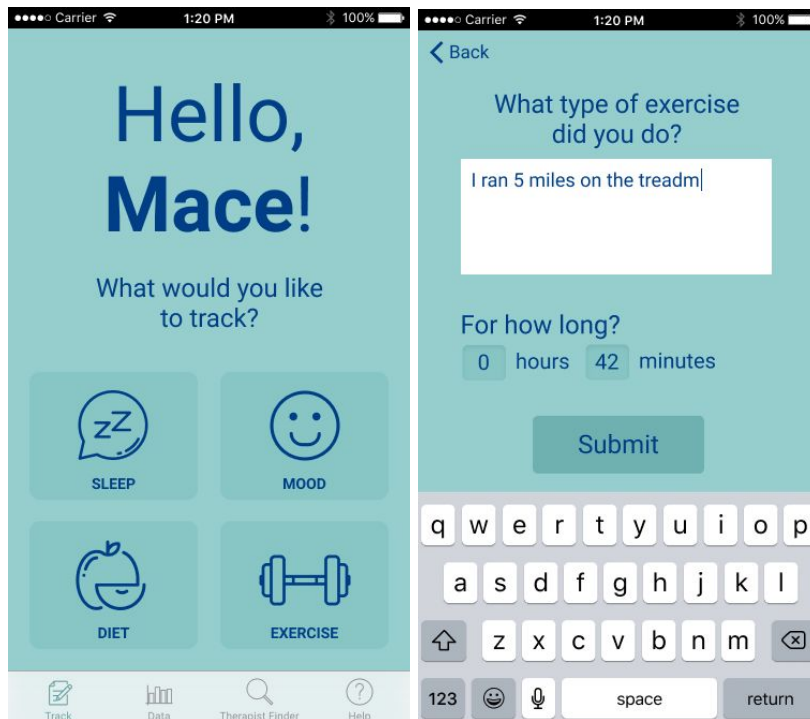 Carrier 1:20 PM 100%
Hello,
Mace!
What would you like
to track?
zZ
SLEEP
MOOD
DIET
EXERCISE
Track Data Therapist Finder Help
Carrier 1:20 PM 100%
Back
What type of exercise
did you do?
I ran 5 miles on the treadm
For how long?
0 hours 42 minutes
Submit
q w e r t y u i o p
a s d f g h j k l
z x c v b n m
123 space return